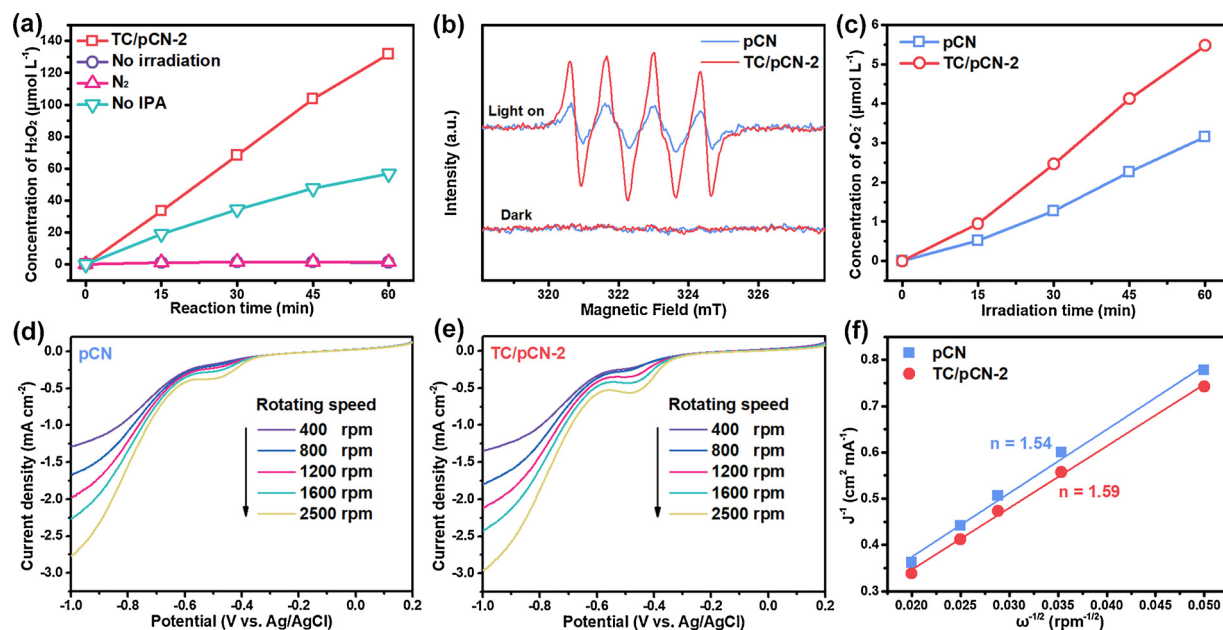 (a)
Concentration of H₂O₂ (μmol L⁻¹)
140
120
100
80
60
40
20
0
TC/pCN-2
No irradiation
N₂
No IPA
0 15 30 45 60
Reaction time (min)
(b)
Intensity (a.u.)
pCN
TC/pCN-2
Light on
Dark
320 322 324 326
Magnetic Field (mT)
(c)
Concentration of •O₂⁻ (μmol L⁻¹)
6
5
4
3
2
1
0
pCN
TC/pCN-2
0 15 30 45 60
Irradiation time (min)
(d)
Current density (mA cm⁻²)
0.0
-0.5
-1.0
-1.5
-2.0
-2.5
-3.0
pCN
Rotating speed
400 rpm
800 rpm
1200 rpm
1600 rpm
2500 rpm
-1.0 -0.8 -0.6 -0.4 -0.2 0.0 0.2
Potential (V vs. Ag/AgCl)
(e)
Current density (mA cm⁻²)
0.0
-0.5
-1.0
-1.5
-2.0
-2.5
-3.0
TC/pCN-2
Rotating speed
400 rpm
800 rpm
1200 rpm
1600 rpm
2500 rpm
-1.0 -0.8 -0.6 -0.4 -0.2 0.0 0.2
Potential (V vs. Ag/AgCl)
(f)
J⁻¹ (cm² mA⁻¹)
0.8
0.7
0.6
0.5
0.4
0.3
pCN
TC/pCN-2
n = 1.54
n = 1.59
0.020 0.025 0.030 0.035 0.040 0.045 0.050
ω⁻¹ᐟ² (rpm⁻¹ᐟ²)